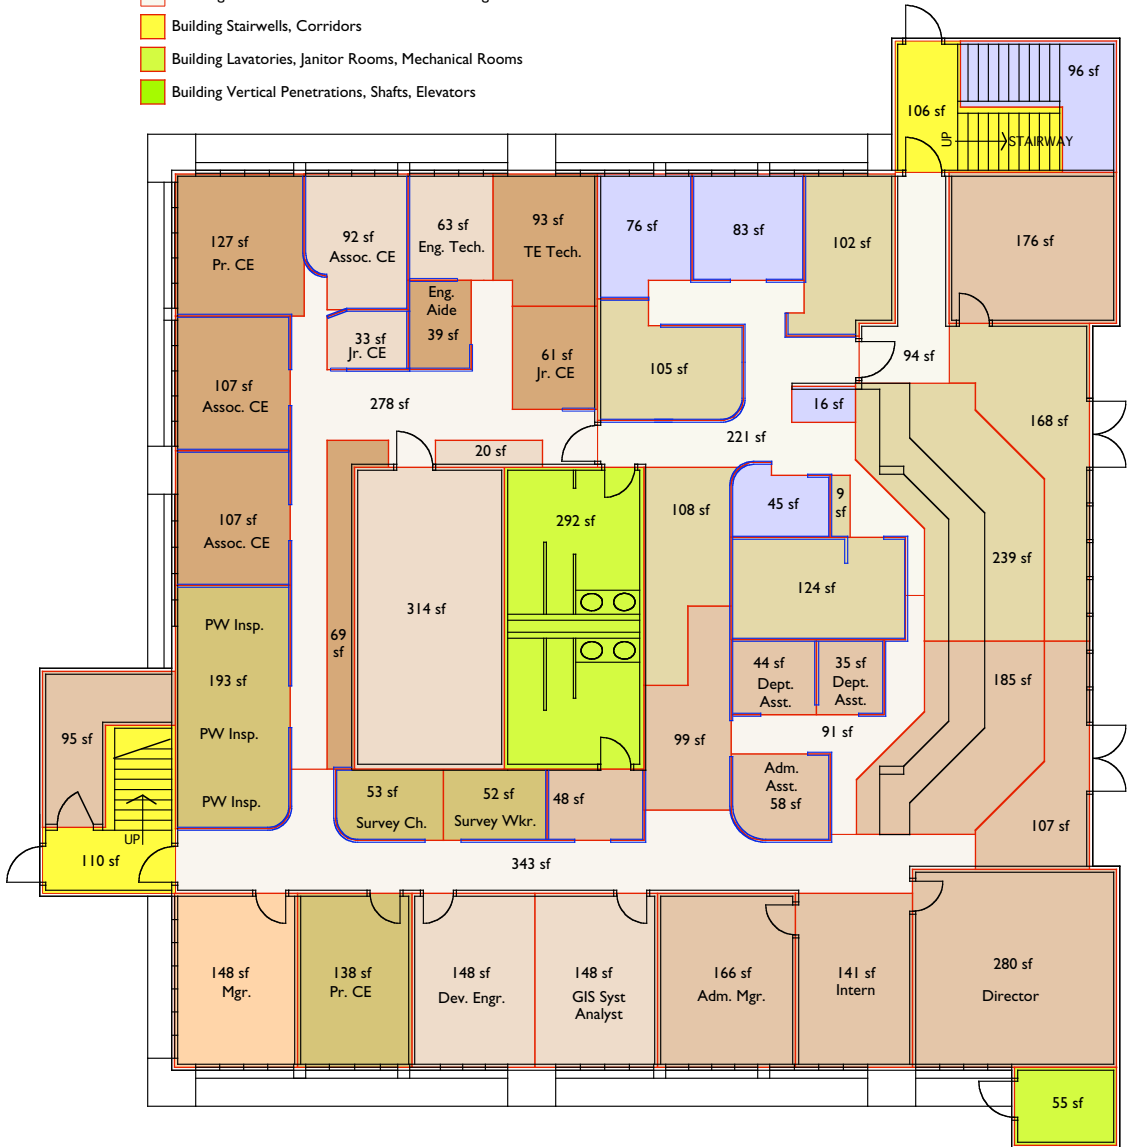 Building Stairwells, Corridors
Building Lavatories, Janitor Rooms, Mechanical Rooms
Building Vertical Penetrations, Shafts, Elevators
96 sf
106 sf
UP
STAIRWAY
127 sf
Pr. CE
92 sf
Assoc. CE
63 sf
Eng. Tech.
93 sf
TE Tech.
76 sf
83 sf
102 sf
176 sf
Eng.
Aide
39 sf
33 sf
Jr. CE
61 sf
Jr. CE
105 sf
94 sf
107 sf
Assoc. CE
278 sf
16 sf
168 sf
221 sf
20 sf
107 sf
Assoc. CE
292 sf
108 sf
45 sf
9
sf
239 sf
124 sf
314 sf
69
sf
PW Insp.
193 sf
PW Insp.
PW Insp.
44 sf
Dept.
Asst.
35 sf
Dept.
Asst.
185 sf
95 sf
99 sf
91 sf
Adm.
Asst.
58 sf
53 sf
Survey Ch.
52 sf
Survey Wkr.
48 sf
107 sf
UP
110 sf
343 sf
148 sf
Mgr.
138 sf
Pr. CE
148 sf
Dev. Engr.
148 sf
GIS Syst
Analyst
166 sf
Adm. Mgr.
141 sf
Intern
280 sf
Director
55 sf